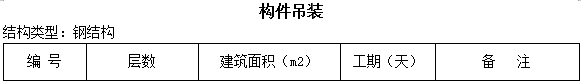 构件吊装
结构类型：钢结构
编 号 层数 建筑面积（m2） 工期（天） 备 注